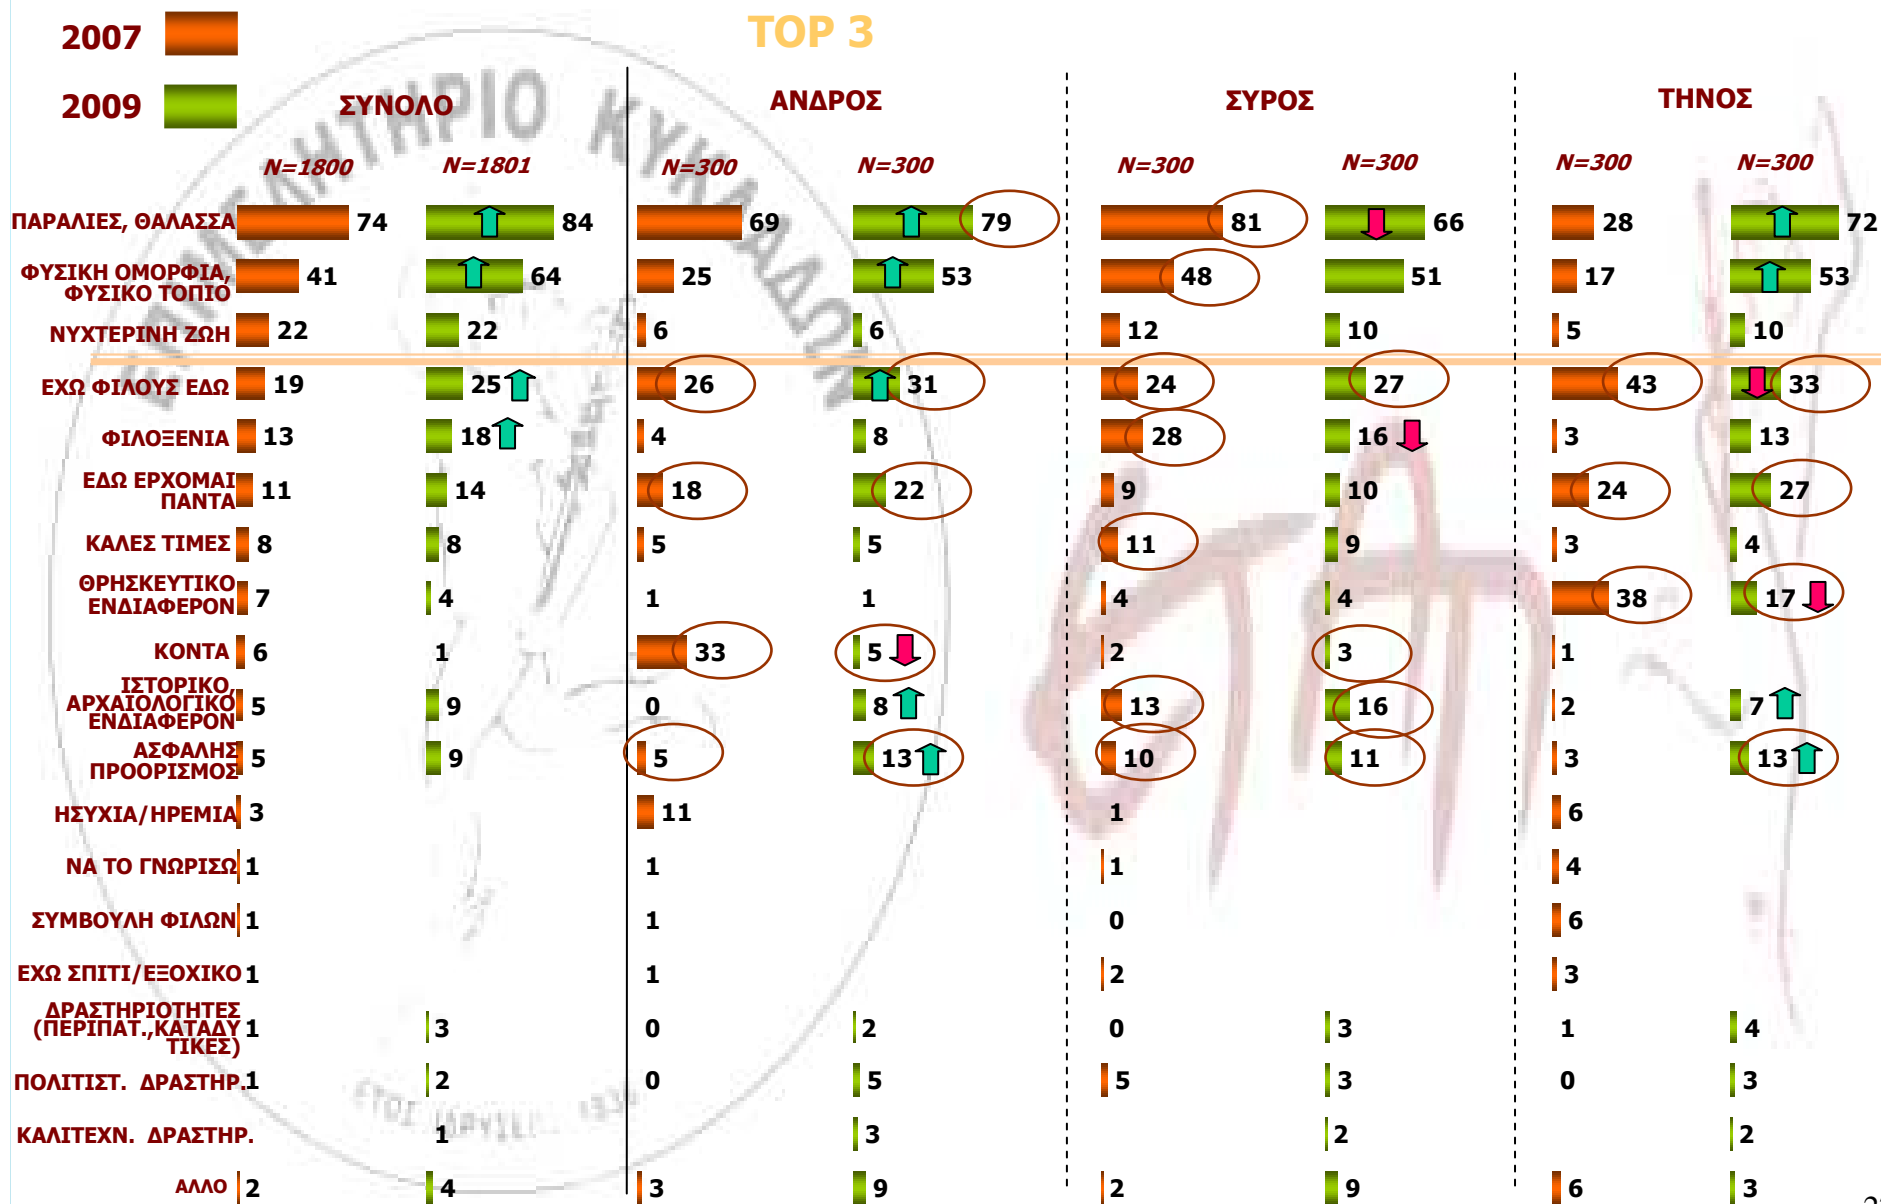 2007
TOP 3
2009
ΣΥΝΟΛΟ ΑΝΔΡΟΣ ΣΥΡΟΣ ΤΗΝΟΣ
N=1800 N=1801 N=300 N=300 N=300 N=300 N=300 N=300
ΠΑΡΑΛΙΕΣ, ΘΑΛΑΣΣΑ 74 84 69 79 81 66 28 72
ΦΥΣΙΚΗ ΟΜΟΡΦΙΑ,
ΦΥΣΙΚΟ ΤΟΠΙΟ 41 64 25 53 48 51 17 53
ΝΥΧΤΕΡΙΝΗ ΖΩΗ 22 22 6 6 12 10 5 10
ΕΧΩ ΦΙΛΟΥΣ ΕΔΩ 19 25 26 31 24 27 43 33
ΦΙΛΟΞΕΝΙΑ 13 18 4 8 28 16 3 13
ΕΔΩ ΕΡΧΟΜΑΙ
ΠΑΝΤΑ 11 14 18 22 9 10 24 27
ΚΑΛΕΣ ΤΙΜΕΣ 8 8 5 5 11 9 3 4
ΘΡΗΣΚΕΥΤΙΚΟ
ΕΝΔΙΑΦΕΡΟΝ 7 4 1 1 4 4 38 17
ΚΟΝΤΑ 6 1 33 5 2 3 1
ΙΣΤΟΡΙΚΟ,
ΑΡΧΑΙΟΛΟΓΙΚΟ
ΕΝΔΙΑΦΕΡΟΝ 5 9 0 8 13 16 2 7
ΑΣΦΑΛΗΣ
ΠΡΟΟΡΙΣΜΟΣ 5 9 5 13 10 11 3 13
ΗΣΥΧΙΑ/ΗΡΕΜΙΑ 3 11 1 6
ΝΑ ΤΟ ΓΝΩΡΙΣΩ 1 1 1 4
ΣΥΜΒΟΥΛΗ ΦΙΛΩΝ 1 1 0 6
ΕΧΩ ΣΠΙΤΙ/ΕΞΟΧΙΚΟ 1 1 2 3
ΔΡΑΣΤΗΡΙΟΤΗΤΕΣ
(ΠΕΡΙΠΑΤ.,ΚΑΤΑΔΥ 1 3 0 2 0 3 1 4
ΤΙΚΕΣ)
ΠΟΛΙΤΙΣΤ. ΔΡΑΣΤΗΡ. 1 2 0 5 5 3 0 3
ΚΑΛΙΤΕΧΝ. ΔΡΑΣΤΗΡ. 1 3 2 2
ΑΛΛΟ 2 4 3 9 2 9 6 3
ΕΠΙΜΕΛΗΤΗΡΙΟ ΚΥΚΛΑΔΩΝ